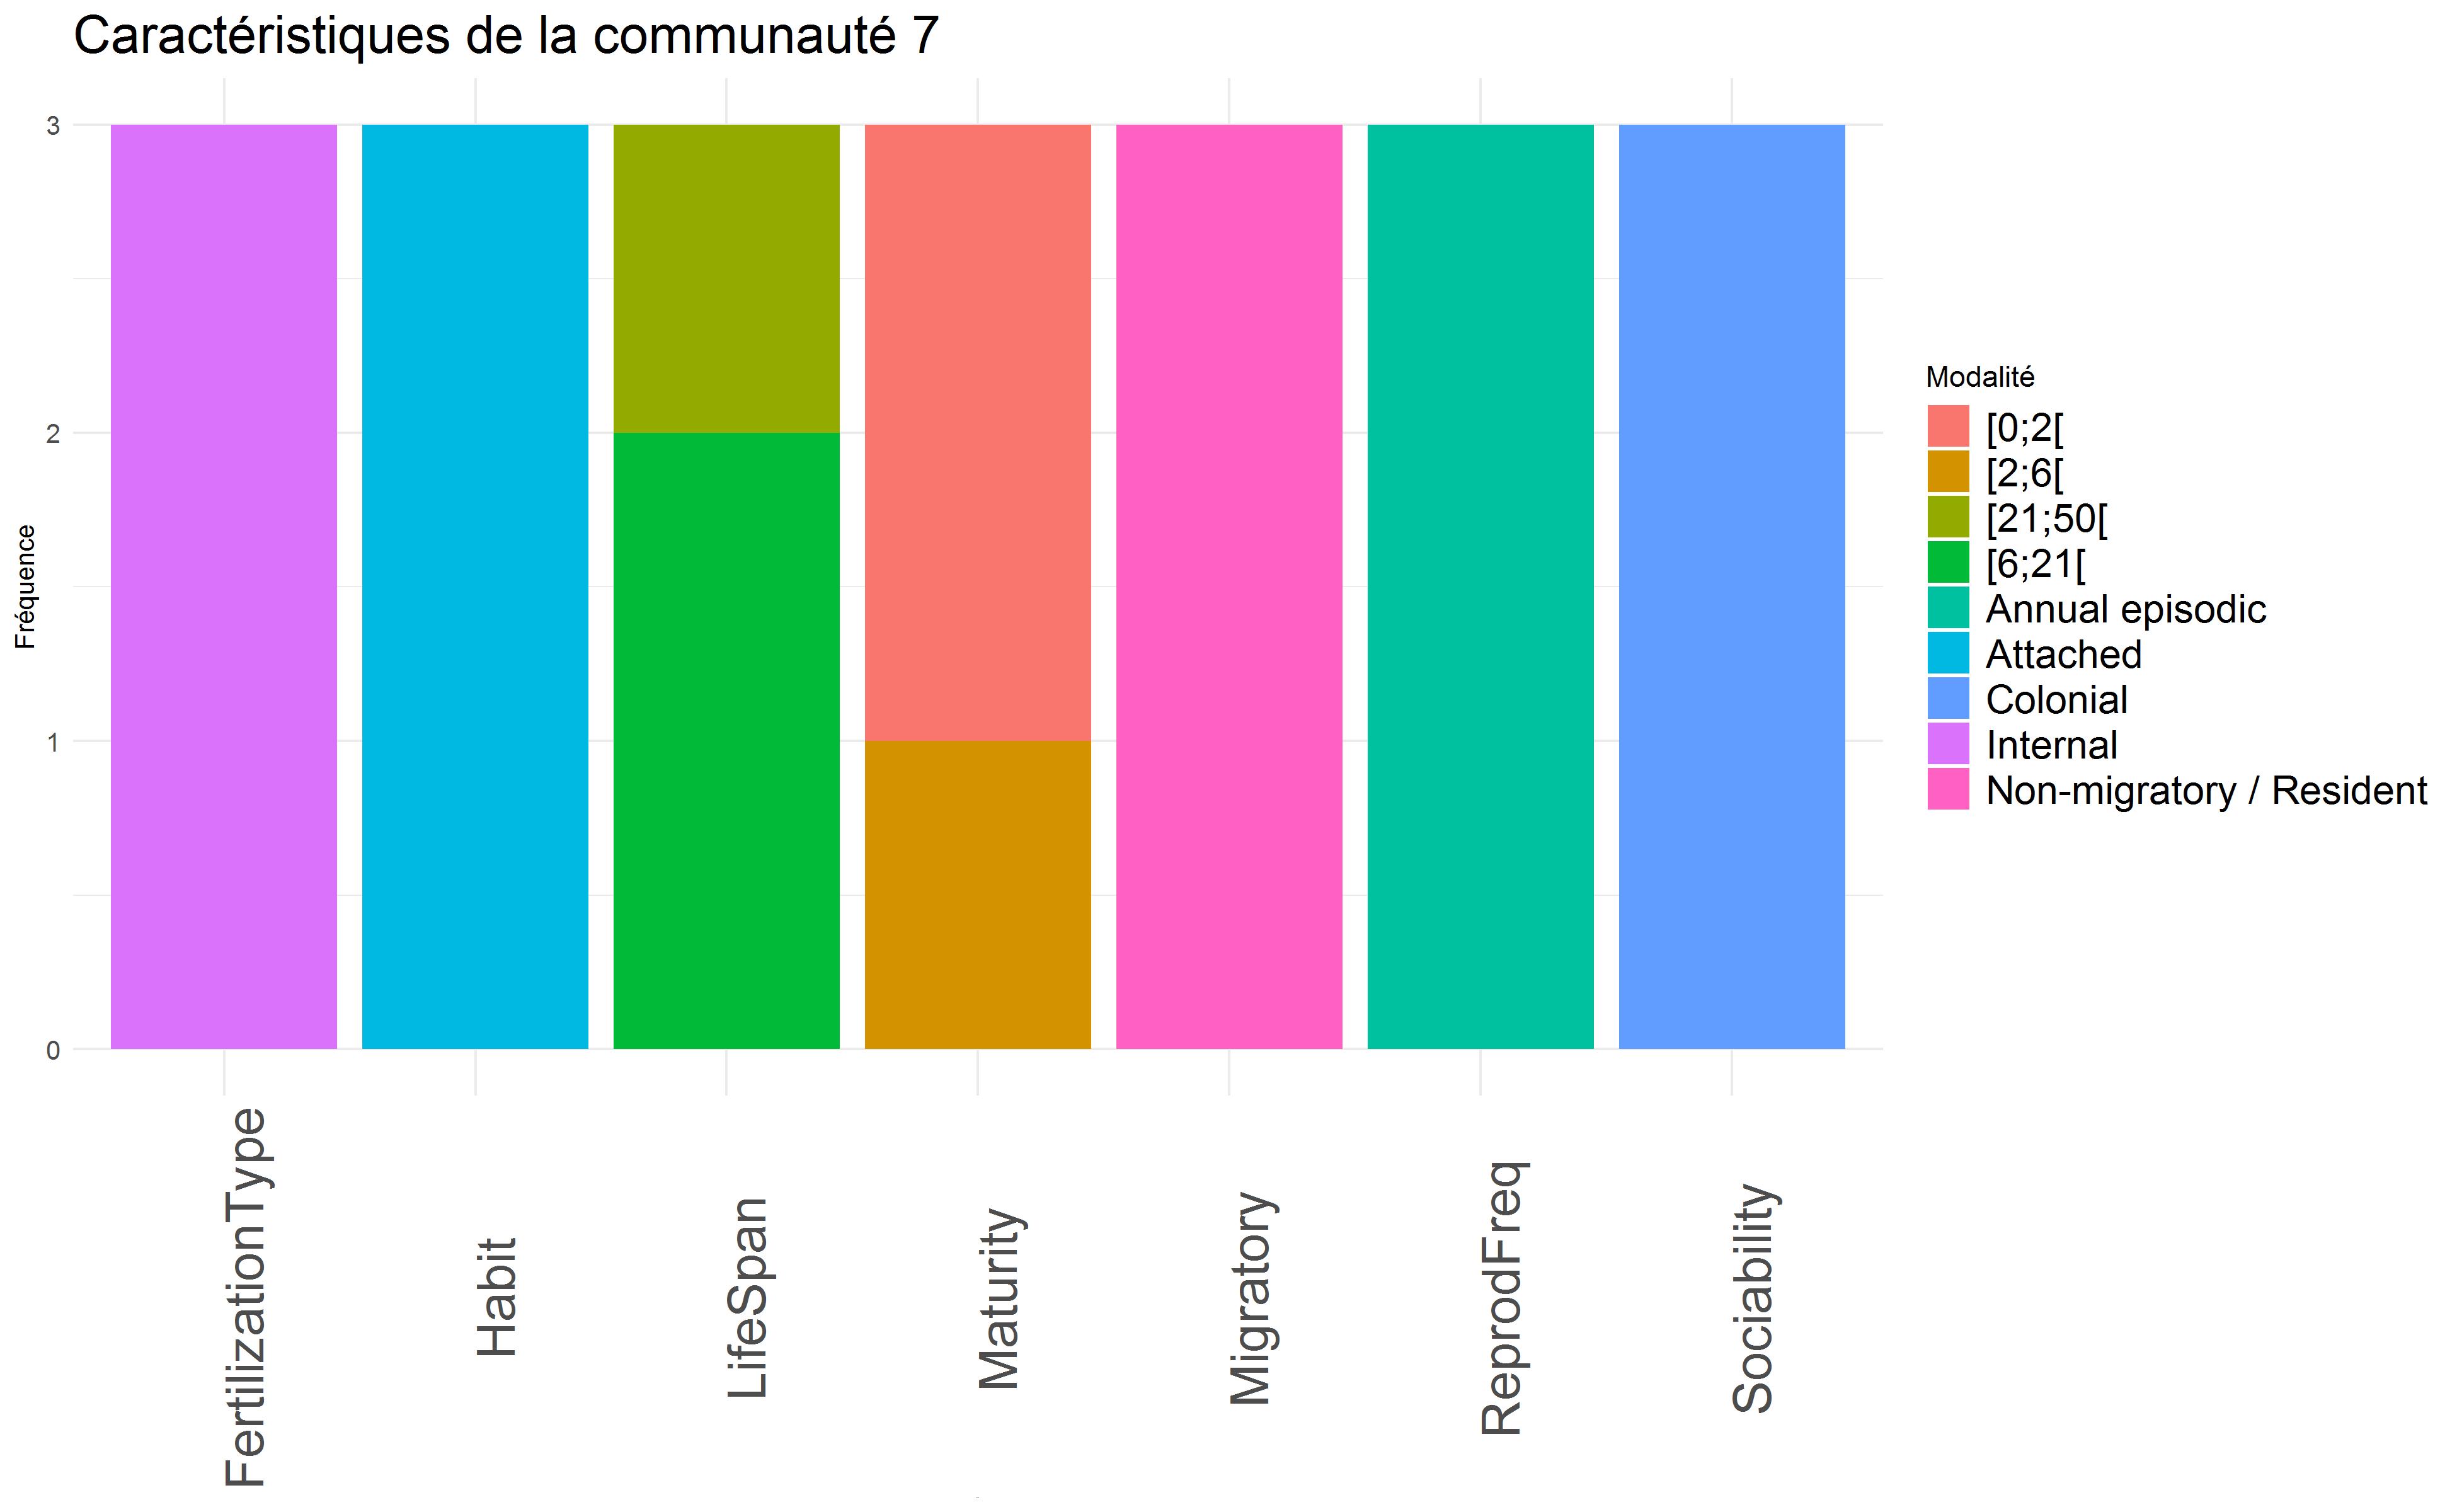 Caractéristiques de la communauté 7
Fréquence
3
2
1
0
FertilizationType
Habit
LifeSpan
Maturity
Migratory
ReprodFreq
Sociability
Modalité
[0;2[
[2;6[
[21;50[
[6;21[
Annual episodic
Attached
Colonial
Internal
Non-migratory / Resident